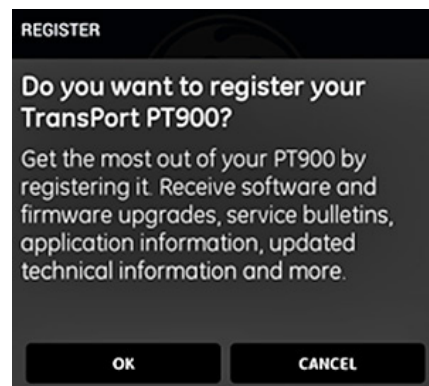 REGISTER
Do you want to register your
TransPort PT900?
Get the most out of your PT900 by
registering it. Receive software and
firmware upgrades, service bulletins,
application information, updated
technical information and more.
OK
CANCEL